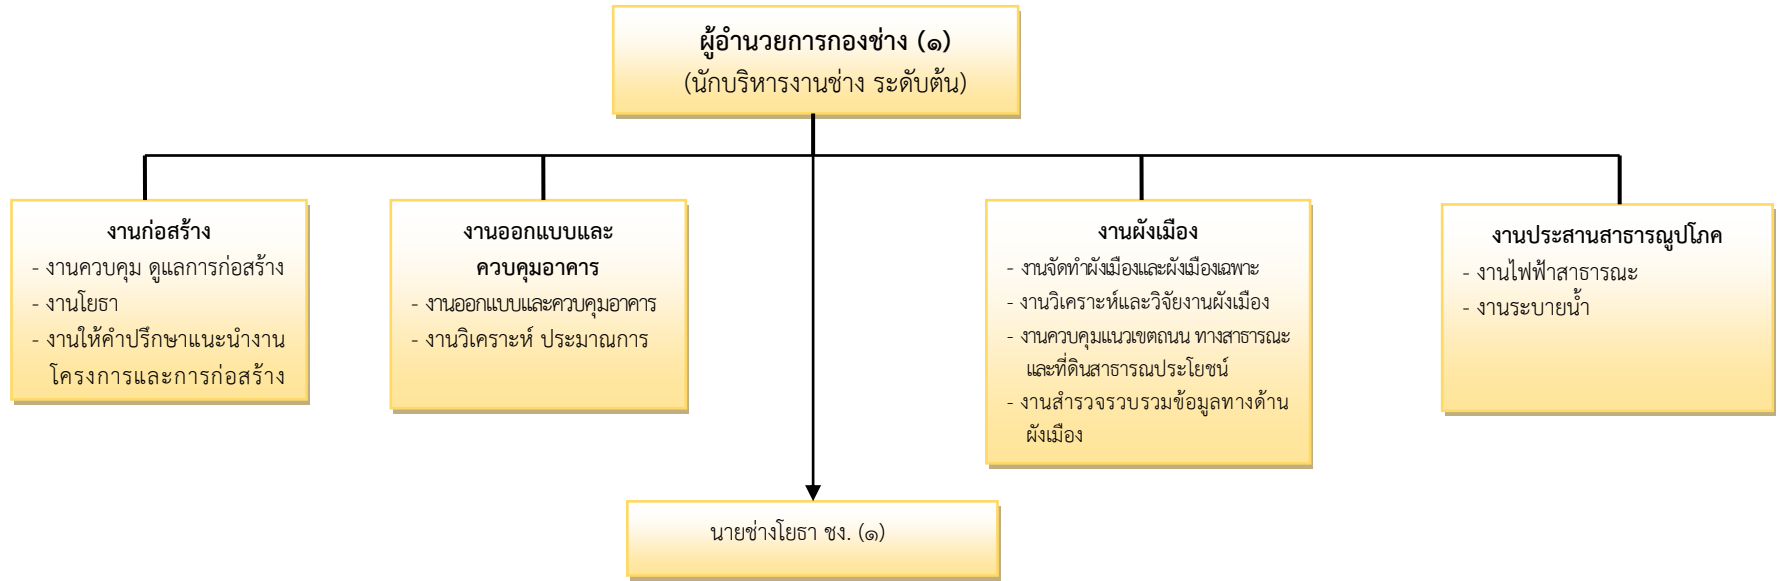 ผู้อำนวยการกองช่าง (๑)
(นักบริหารงานช่าง ระดับต้น)
งานก่อสร้าง
- งานควบคุม ดูแลการก่อสร้าง
- งานโยธา
- งานให้คำปรึกษาแนะนำงาน
โครงการและการก่อสร้าง
งานออกแบบและ
ควบคุมอาคาร
- งานออกแบบและควบคุมอาคาร
- งานวิเคราะห์ ประมาณการ
งานผังเมือง
- งานจัดทำผังเมืองและผังเมืองเฉพาะ
- งานวิเคราะห์และวิจัยงานผังเมือง
- งานควบคุมแนวเขตถนน ทางสาธารณะ
และที่ดินสาธารณประโยชน์
- งานสำรวจรวบรวมข้อมูลทางด้าน
ผังเมือง
งานประสานสาธารณูปโภค
- งานไฟฟ้าสาธารณะ
- งานระบายน้ำ
นายช่างโยธา ชง. (๑)